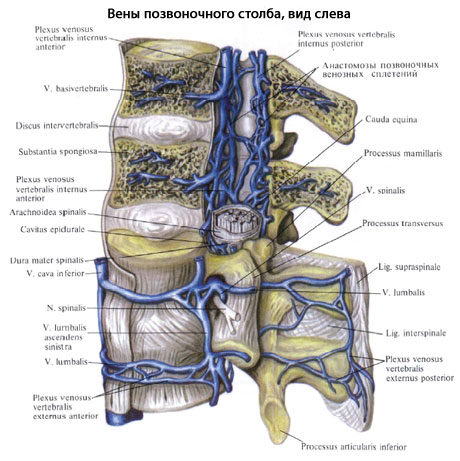 Вены позвоночного столба, вид слева
Plexus venosus
vertebralis internus
anterior
V. basivertebralis
Discus intervertebralis
Substantia spongiosa
Plexus venosus
vertebralis internus
anterior
Arachnoidea spinalis
Cavitas epidurale
Dura mater spinalis
V. cava inferior
N. spinalis
V. lumbalis
ascendens
sinistra
V. lumbalis
Plexus venosus
vertebralis
externus anterior
Plexus venosus vertebralis
internus posterior
Анастомозы позвоночных
венозных сплетений
Cauda equina
Processus mamillaris
V. spinalis
Processus transversus
Lig. supraspinale
V. lumbalis
Lig. interspinale
Plexus venosus
vertebralis
externus posterior
Processus articularis inferior